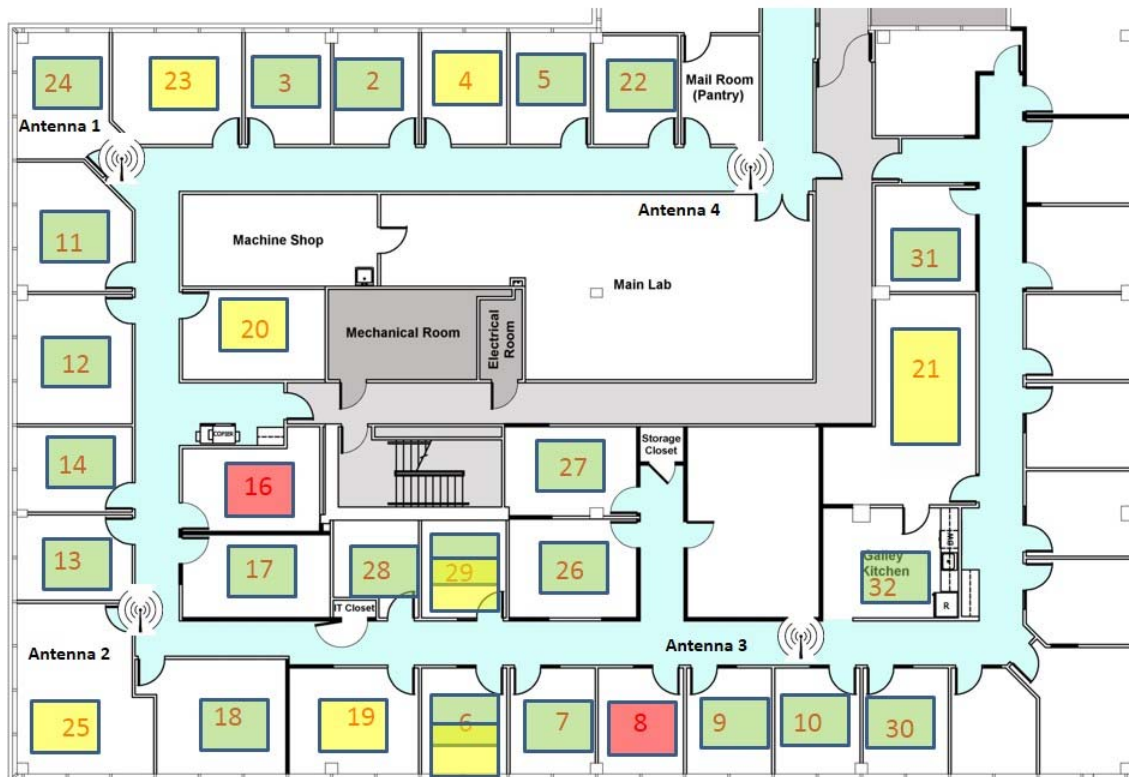 24
23
3
2
4
5
22
Mail Room
(Pantry)
Antenna 1
Antenna 4
11
Machine Shop
Main Lab
31
20
Mechanical Room
Electrical
Room
21
12
COPIER
Storage
Closet
14
16
27
13
17
28
29
26
DW
Galley
Kitchen
32
R
IT Closet
Antenna 2
Antenna 3
25
18
19
6
7
8
9
10
30